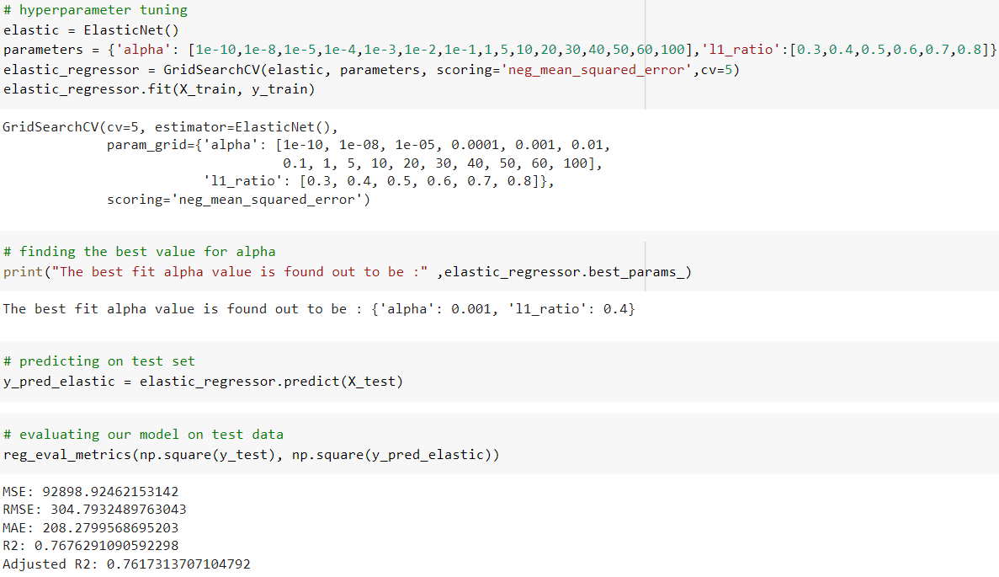 # hyperparameter tuning
elastic = ElasticNet()
parameters = {'alpha': [1e-10,1e-8,1e-5,1e-4,1e-3,1e-2,1e-1,1,5,10,20,30,40,50,60,100],'l1_ratio':[0.3,0.4,0.5,0.6,0.7,0.8]}
elastic_regressor = GridSearchCV(elastic, parameters, scoring='neg_mean_squared_error',cv=5)
elastic_regressor.fit(X_train, y_train)
GridSearchCV(cv=5, estimator=ElasticNet(),
             param_grid={'alpha': [1e-10, 1e-08, 1e-05, 0.0001, 0.001, 0.01,
                                   0.1, 1, 5, 10, 20, 30, 40, 50, 60, 100],
                         'l1_ratio': [0.3, 0.4, 0.5, 0.6, 0.7, 0.8]},
             scoring='neg_mean_squared_error')
# finding the best value for alpha
print("The best fit alpha value is found out to be :" ,elastic_regressor.best_params_)
The best fit alpha value is found out to be : {'alpha': 0.001, 'l1_ratio': 0.4}
# predicting on test set
y_pred_elastic = elastic_regressor.predict(X_test)
# evaluating our model on test data
reg_eval_metrics(np.square(y_test), np.square(y_pred_elastic))
MSE: 92898.92462153142
RMSE: 304.7932489763043
MAE: 208.2799568695203
R2: 0.7676291090592298
Adjusted R2: 0.7617313707104792